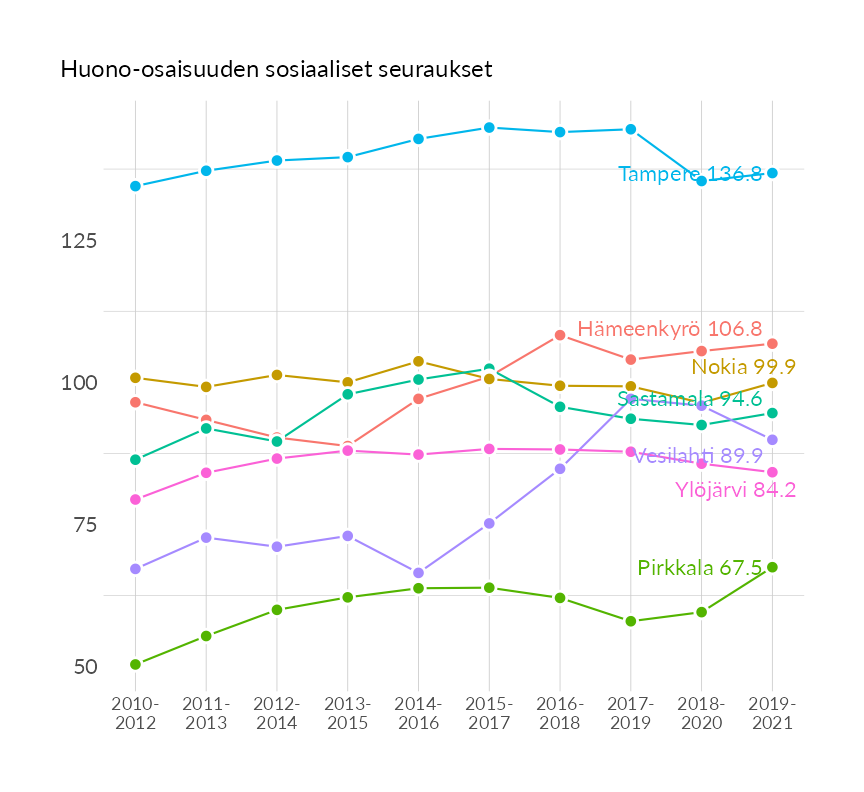 Huono-osaisuuden sosiaaliset seuraukset
Tampere 136.8
125
Hämeenkyrö 106.8
Nokia 99.9
100
Sastamala 94.6
Vesilahti 89.9
Ylöjärvi 84.2
75
Pirkkala 67.5
50
2010- 2011- 2012- 2013- 2014- 2015- 2016- 2017- 2018- 2019-
2012 2013 2014 2015 2016 2017 2018 2019 2020 2021